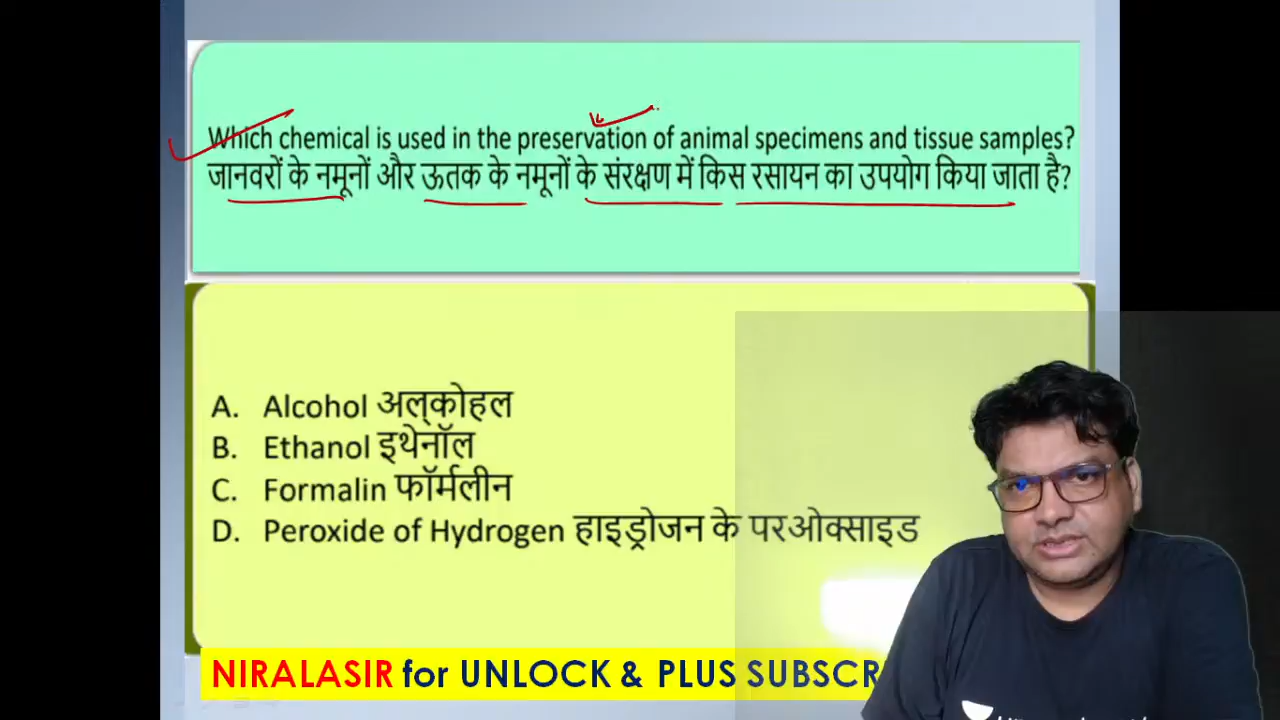 Which chemical is used in the preservation of animal specimens and tissue samples?
जानवरों के नमूनों और ऊतक के नमूनों के संरक्षण में किस रसायन का उपयोग किया जाता है?
A. Alcohol अल्कोहल
B. Ethanol इथेनॉल
C. Formalin फॉर्मलीन
D. Peroxide of Hydrogen हाइड्रोजन के परओक्साइड
NIRALASIR for UNLOCK & PLUS SUBSCR